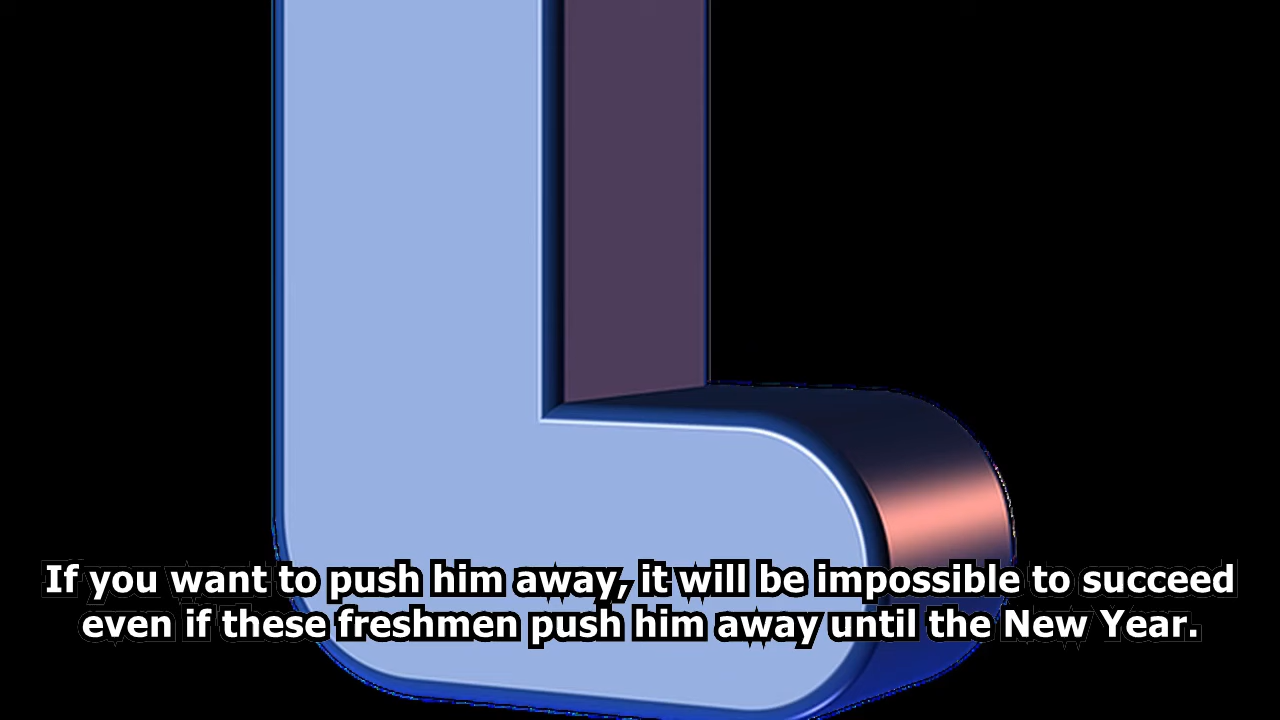 L
If you want to push him away, it will be impossible to succeed
even if these freshmen push him away until the New Year.